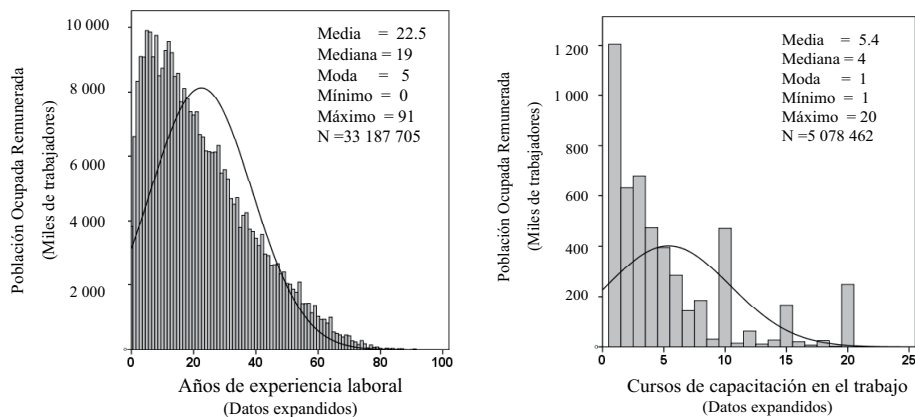 Población Ocupada Remunerada
(Miles de trabajadores)
10 000
8 000
6 000
4 000
2 000
0
0 20 40 60 80 100
Media = 22.5
Mediana = 19
Moda = 5
Mínimo = 0
Máximo = 91
N =33 187 705
Años de experiencia laboral
(Datos expandidos)
Población Ocupada Remunerada
(Miles de trabajadores)
1 200
1 000
800
600
400
1 200
0
0 5 10 15 20 25
Media = 5.4
Mediana = 4
Moda = 1
Mínimo = 1
Máximo = 20
N =5 078 462
Cursos de capacitación en el trabajo
(Datos expandidos)